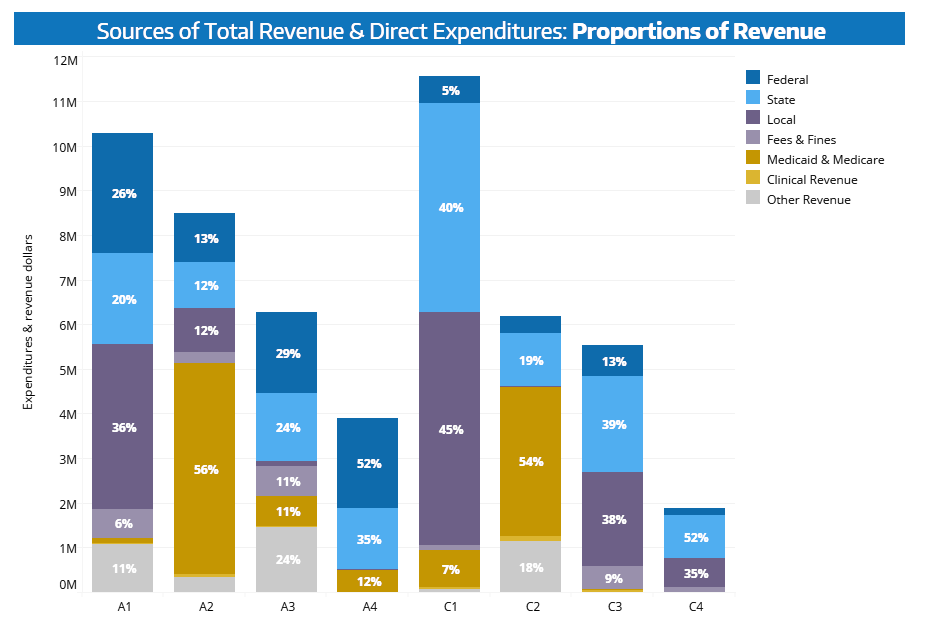 Sources of Total Revenue & Direct Expenditures: Proportions of Revenue
Expenditures & revenue dollars
12M
11M
10M
9M
8M
7M
6M
5M
4M
3M
2M
1M
0M
26%
20%
36%
6%
11%
13%
12%
12%
56%
29%
24%
11%
11%
24%
52%
35%
12%
5%
40%
45%
7%
19%
54%
18%
13%
39%
38%
9%
52%
35%
A1 A2 A3 A4 C1 C2 C3 C4
Federal
State
Local
Fees & Fines
Medicaid & Medicare
Clinical Revenue
Other Revenue